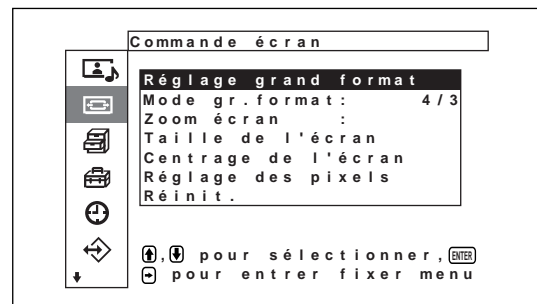 Commande écran
Réglage grand format
Mode gr.format: 4/3
Zoom écran :
Taille de l'écran
Centrage de l'écran
Réglage des pixels
Réinit.
, pour sélectionner, ENTER
pour entrer fixer menu